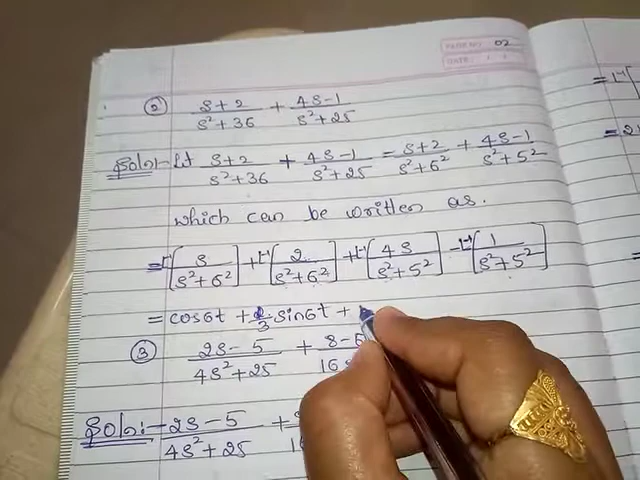 PAGE NO. 02
DATE: / /
② s+2/s²+36 + 4s-1/s²+25
Soln:- Let s+2/s²+36 + 4s-1/s²+25 = s+2/s²+6² + 4s-1/s²+5²
which can be written as.
= L⁻¹[s/s²+6²] + L⁻¹[2/s²+6²] + L⁻¹[4s/s²+5²] - L⁻¹[1/s²+5²]
= cos6t + /3 sin6t +
③ 2s-5/4s²+25 + 8-6
Soln:- 2s-5/4s²+25 +